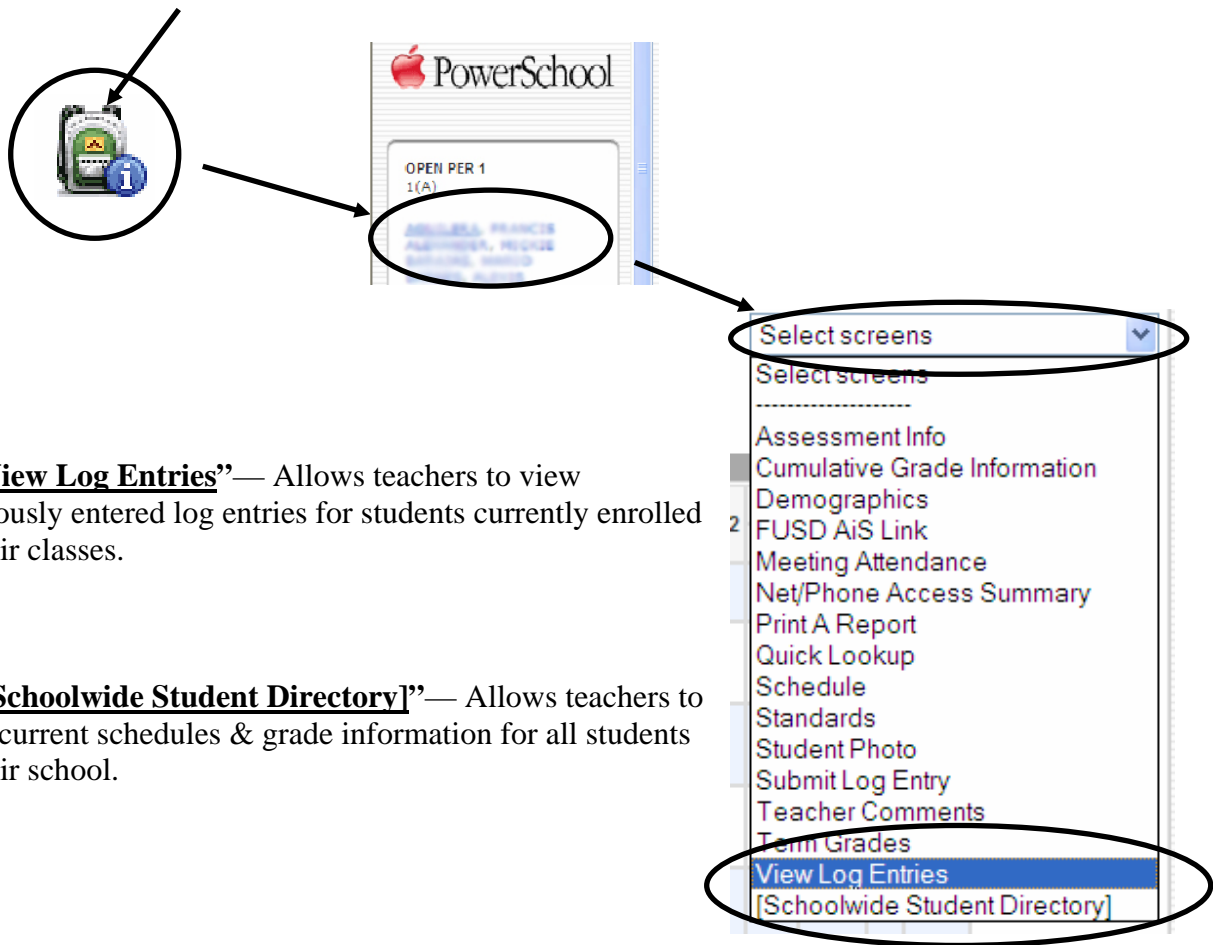 PowerSchool
OPEN PER 1
1(A)
Select screens
Select screens
--------------------
Assessment Info
Cumulative Grade Information
Demographics
FUSD AiS Link
Meeting Attendance
Net/Phone Access Summary
Print A Report
Quick Lookup
Schedule
Standards
Student Photo
Submit Log Entry
Teacher Comments
Term Grades
View Log Entries
[Schoolwide Student Directory]
2
iew Log Entries”— Allows teachers to view
ously entered log entries for students currently enrolled
ir classes.
Schoolwide Student Directory]”— Allows teachers to
current schedules & grade information for all students
ir school.